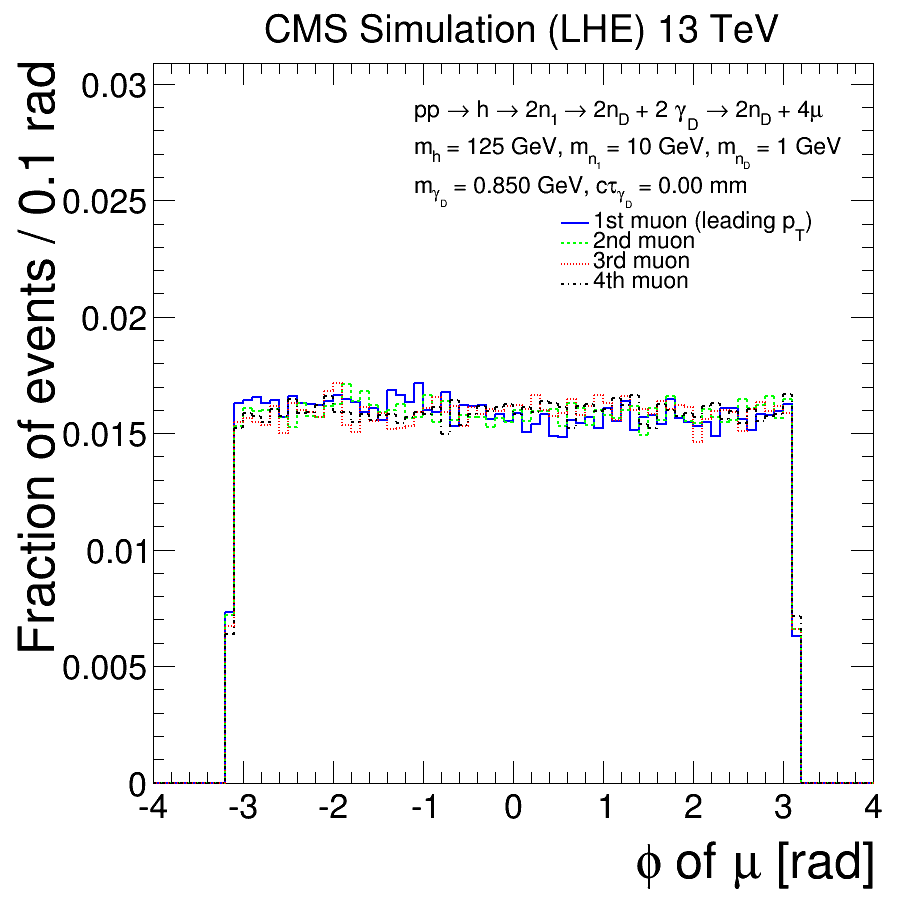 CMS Simulation (LHE) 13 TeV
Fraction of events / 0.1 rad
0.03
0.025
0.02
0.015
0.01
0.005
0
pp → h → 2n₁ → 2n_D + 2 γ_D → 2n_D + 4μ
m_h = 125 GeV, m_n₁ = 10 GeV, m_n_D = 1 GeV
m_γ_D = 0.850 GeV, cτ_γ_D = 0.00 mm
1st muon (leading p_T)
2nd muon
3rd muon
4th muon
-4 -3 -2 -1 0 1 2 3 4
ϕ of μ [rad]